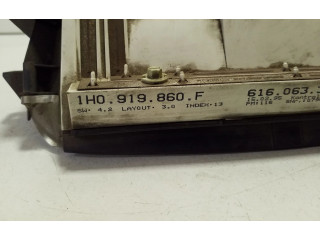 1H0.919.860.F
SW- 4.2 LAYOUT- 3.0 INDEX-13
616.063.